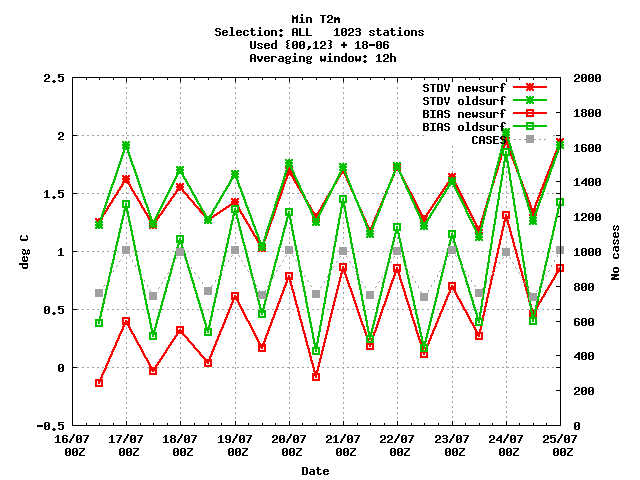 Min T2m
Selection: ALL   1023 stations
Used {00,12} + 18-06
Averaging window: 12h
STDV newsurf
STDV oldsurf
BIAS newsurf
BIAS oldsurf
CASES
2.5
2
1.5
1
0.5
0
-0.5
deg C
2000
1800
1600
1400
1200
1000
800
600
400
200
0
No cases
16/07 17/07 18/07 19/07 20/07 21/07 22/07 23/07 24/07 25/07
00Z 00Z 00Z 00Z 00Z 00Z 00Z 00Z 00Z 00Z
Date